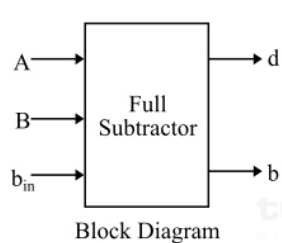 A
d
Full
Subtractor
B
b_in
b
Block Diagram